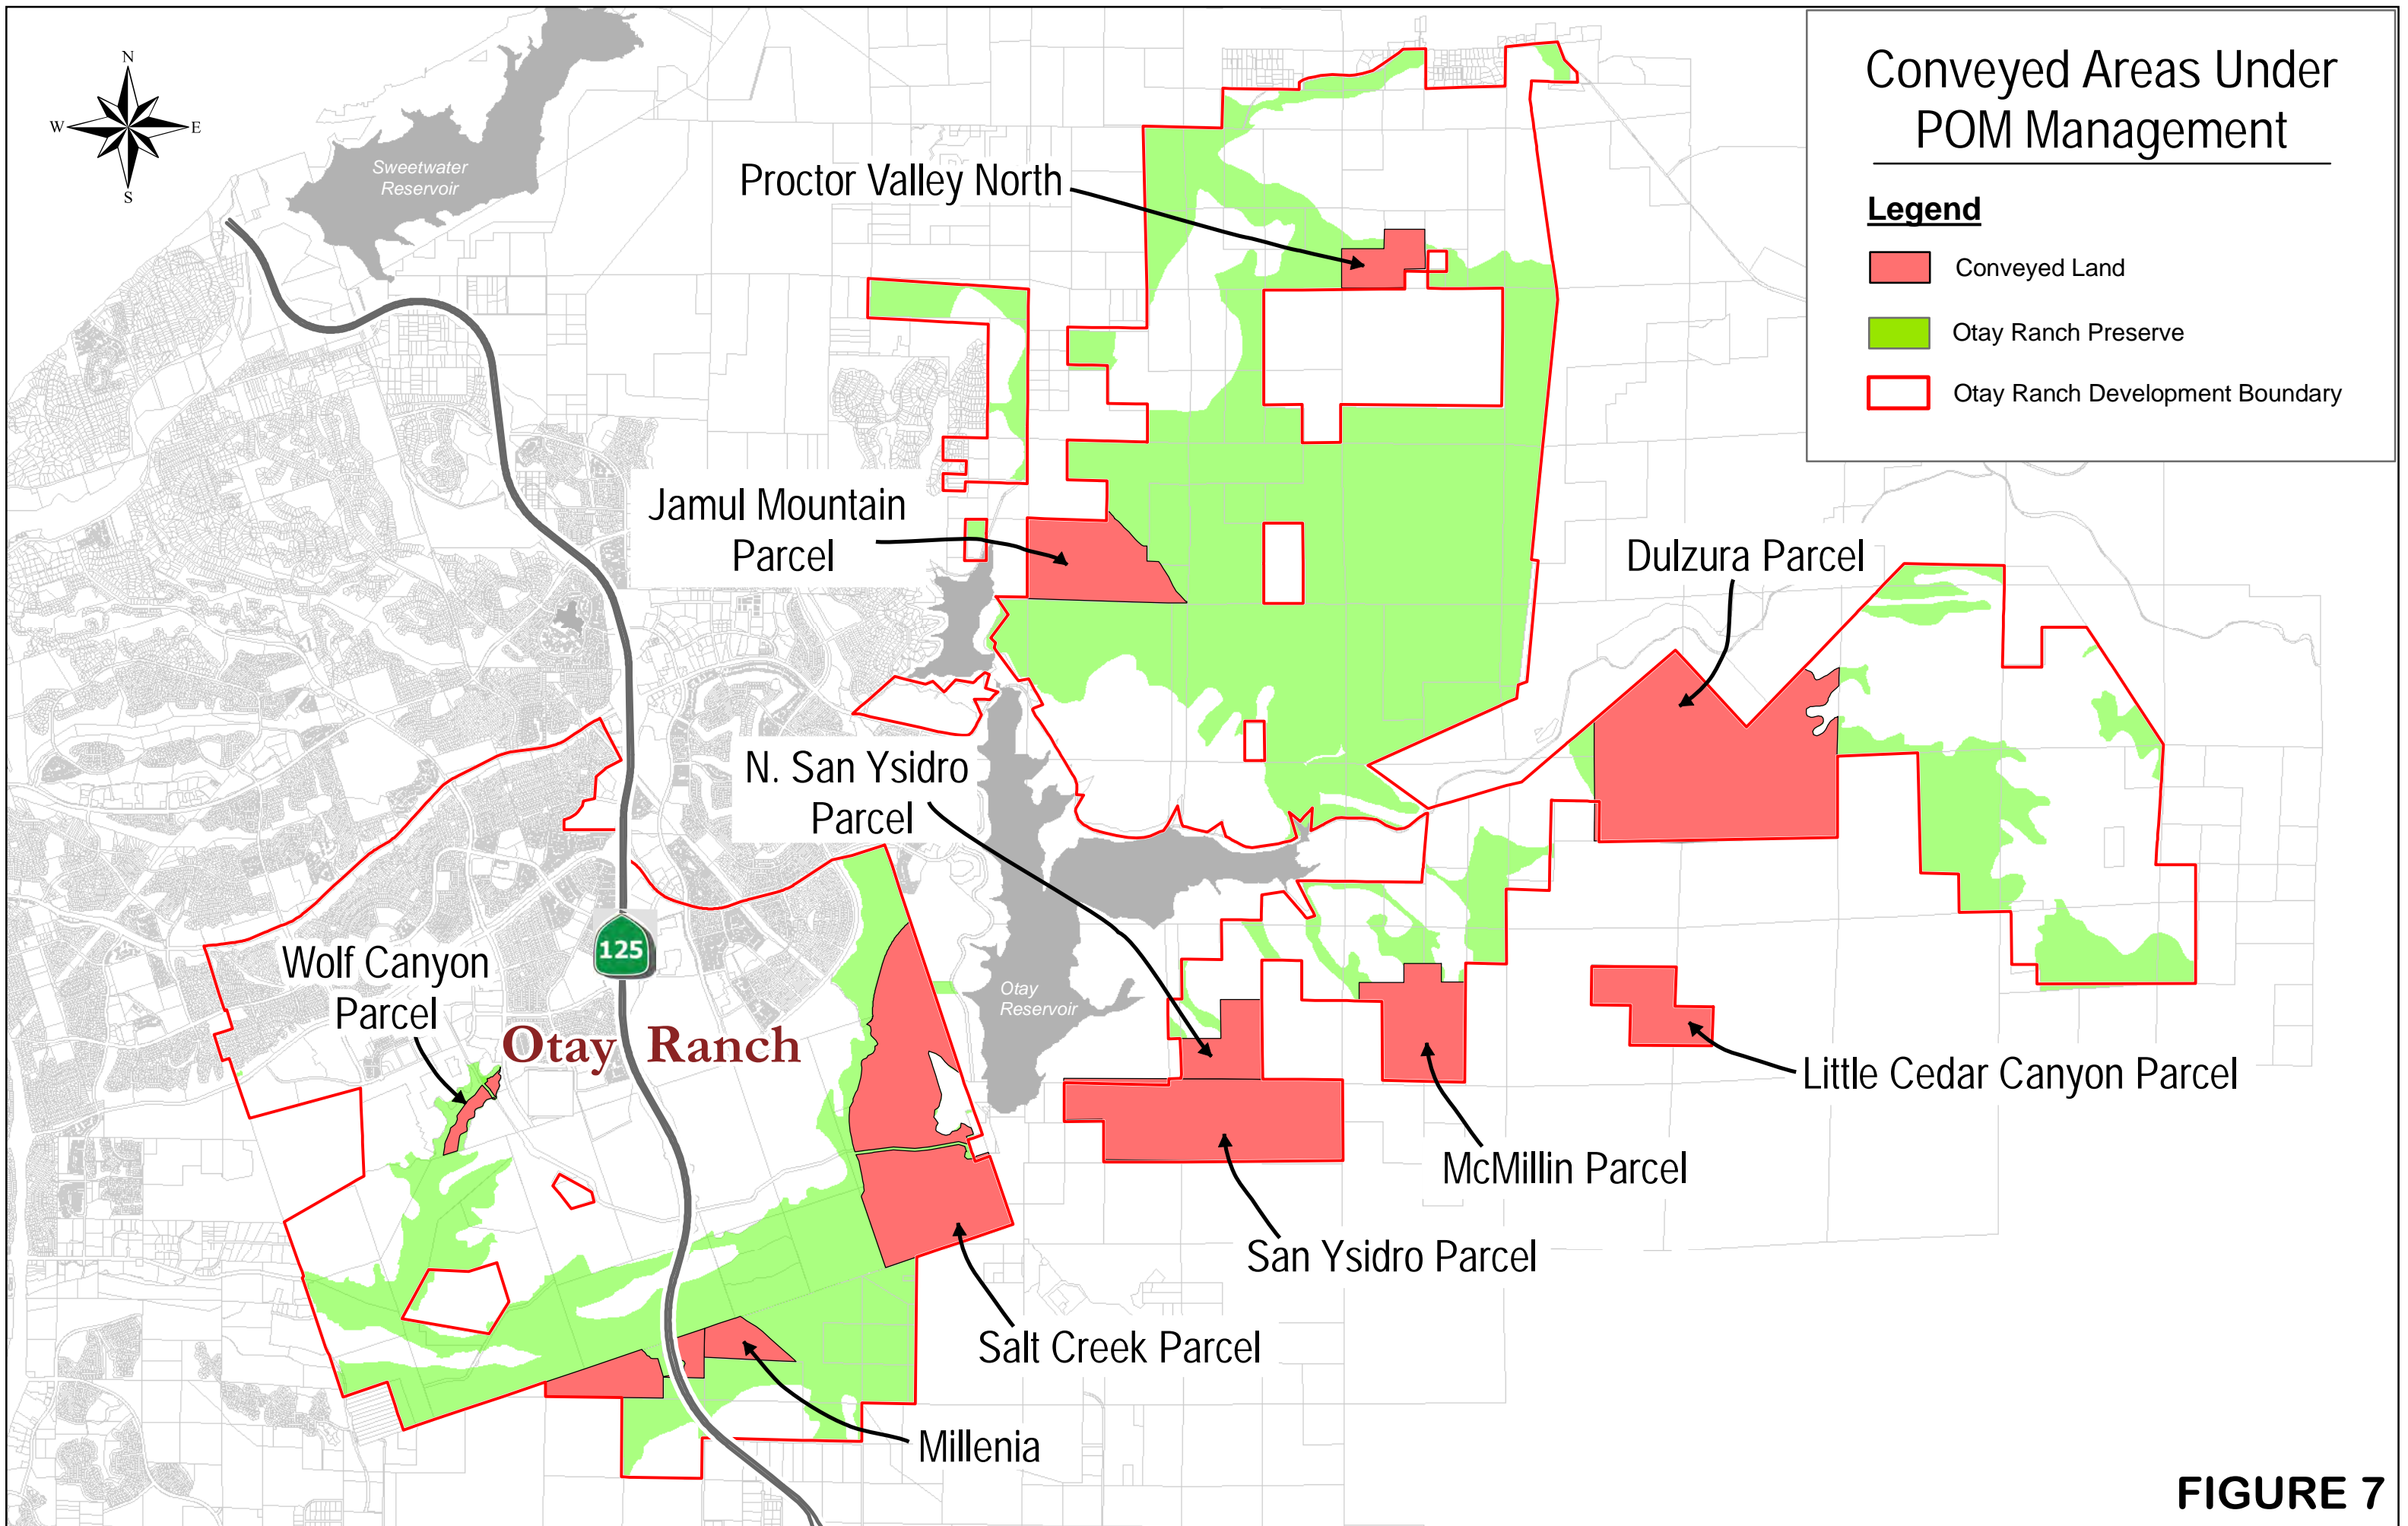 Conveyed Areas Under
POM Management
Legend
Conveyed Land
Otay Ranch Preserve
Otay Ranch Development Boundary
N
W
E
S
Sweetwater
Reservoir
Proctor Valley North
Jamul Mountain
Parcel
Dulzura Parcel
N. San Ysidro
Parcel
Wolf Canyon
Parcel
125
Otay Ranch
Otay
Reservoir
Little Cedar Canyon Parcel
McMillin Parcel
San Ysidro Parcel
Salt Creek Parcel
Millenia
FIGURE 7